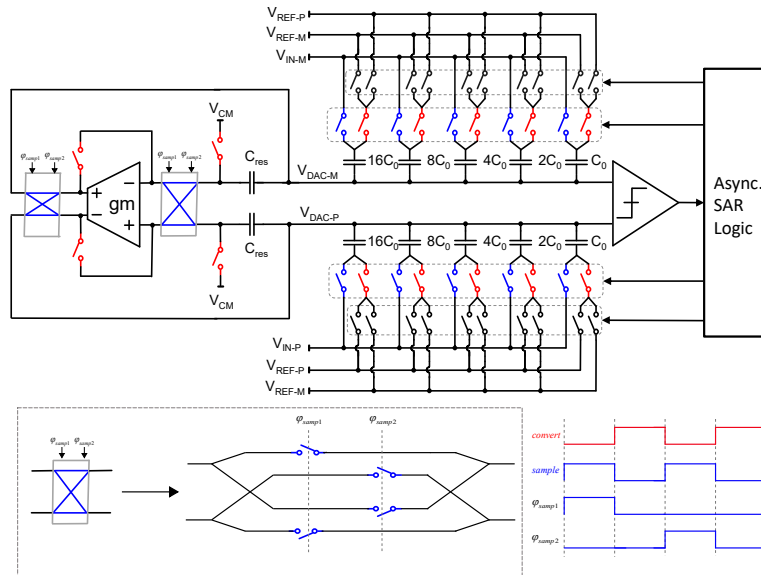 V_REF-P
V_REF-M
V_IN-M
V_CM
φ_samp1 φ_samp2
φ_samp1 φ_samp2
C_res
V_DAC-M
16C_0 8C_0 4C_0 2C_0 C_0
+ − gm − +
V_DAC-P
C_res
16C_0 8C_0 4C_0 2C_0 C_0
V_CM
Async.
SAR
Logic
V_IN-P
V_REF-P
V_REF-M
φ_samp1 φ_samp2
φ_samp1 φ_samp2
convert
sample
φ_samp1
φ_samp2